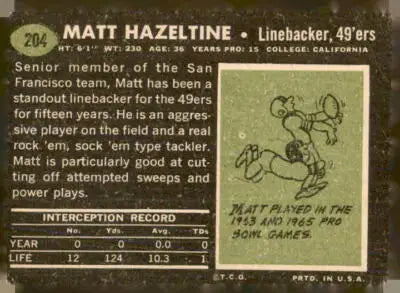 204 MATT HAZELTINE • Linebacker, 49'ers
HT: 6'1" WT: 230 AGE: 36 YEARS PRO: 15 COLLEGE: CALIFORNIA
Senior member of the San
Francisco team, Matt has been a
standout linebacker for the 49ers
for fifteen years. He is an aggres-
sive player on the field and a real
rock 'em, sock 'em type tackler.
Matt is particularly good at cut-
ting off attempted sweeps and
power plays.
INTERCEPTION RECORD
No. Yds. Avg. TDs
YEAR 0 0 0.0 0
LIFE 12 124 10.3 1
MATT PLAYED IN THE
1963 AND 1965 PRO
BOWL GAMES.
T.C.G. PRTD. IN U.S.A.